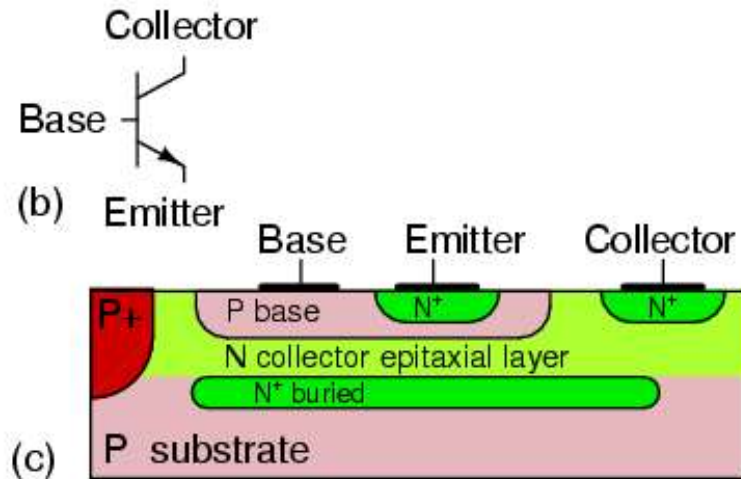 Collector
Base
(b)
Emitter
Base Emitter Collector
P+ P base N⁺ N⁺
N collector epitaxial layer
N⁺ buried
(c) P substrate